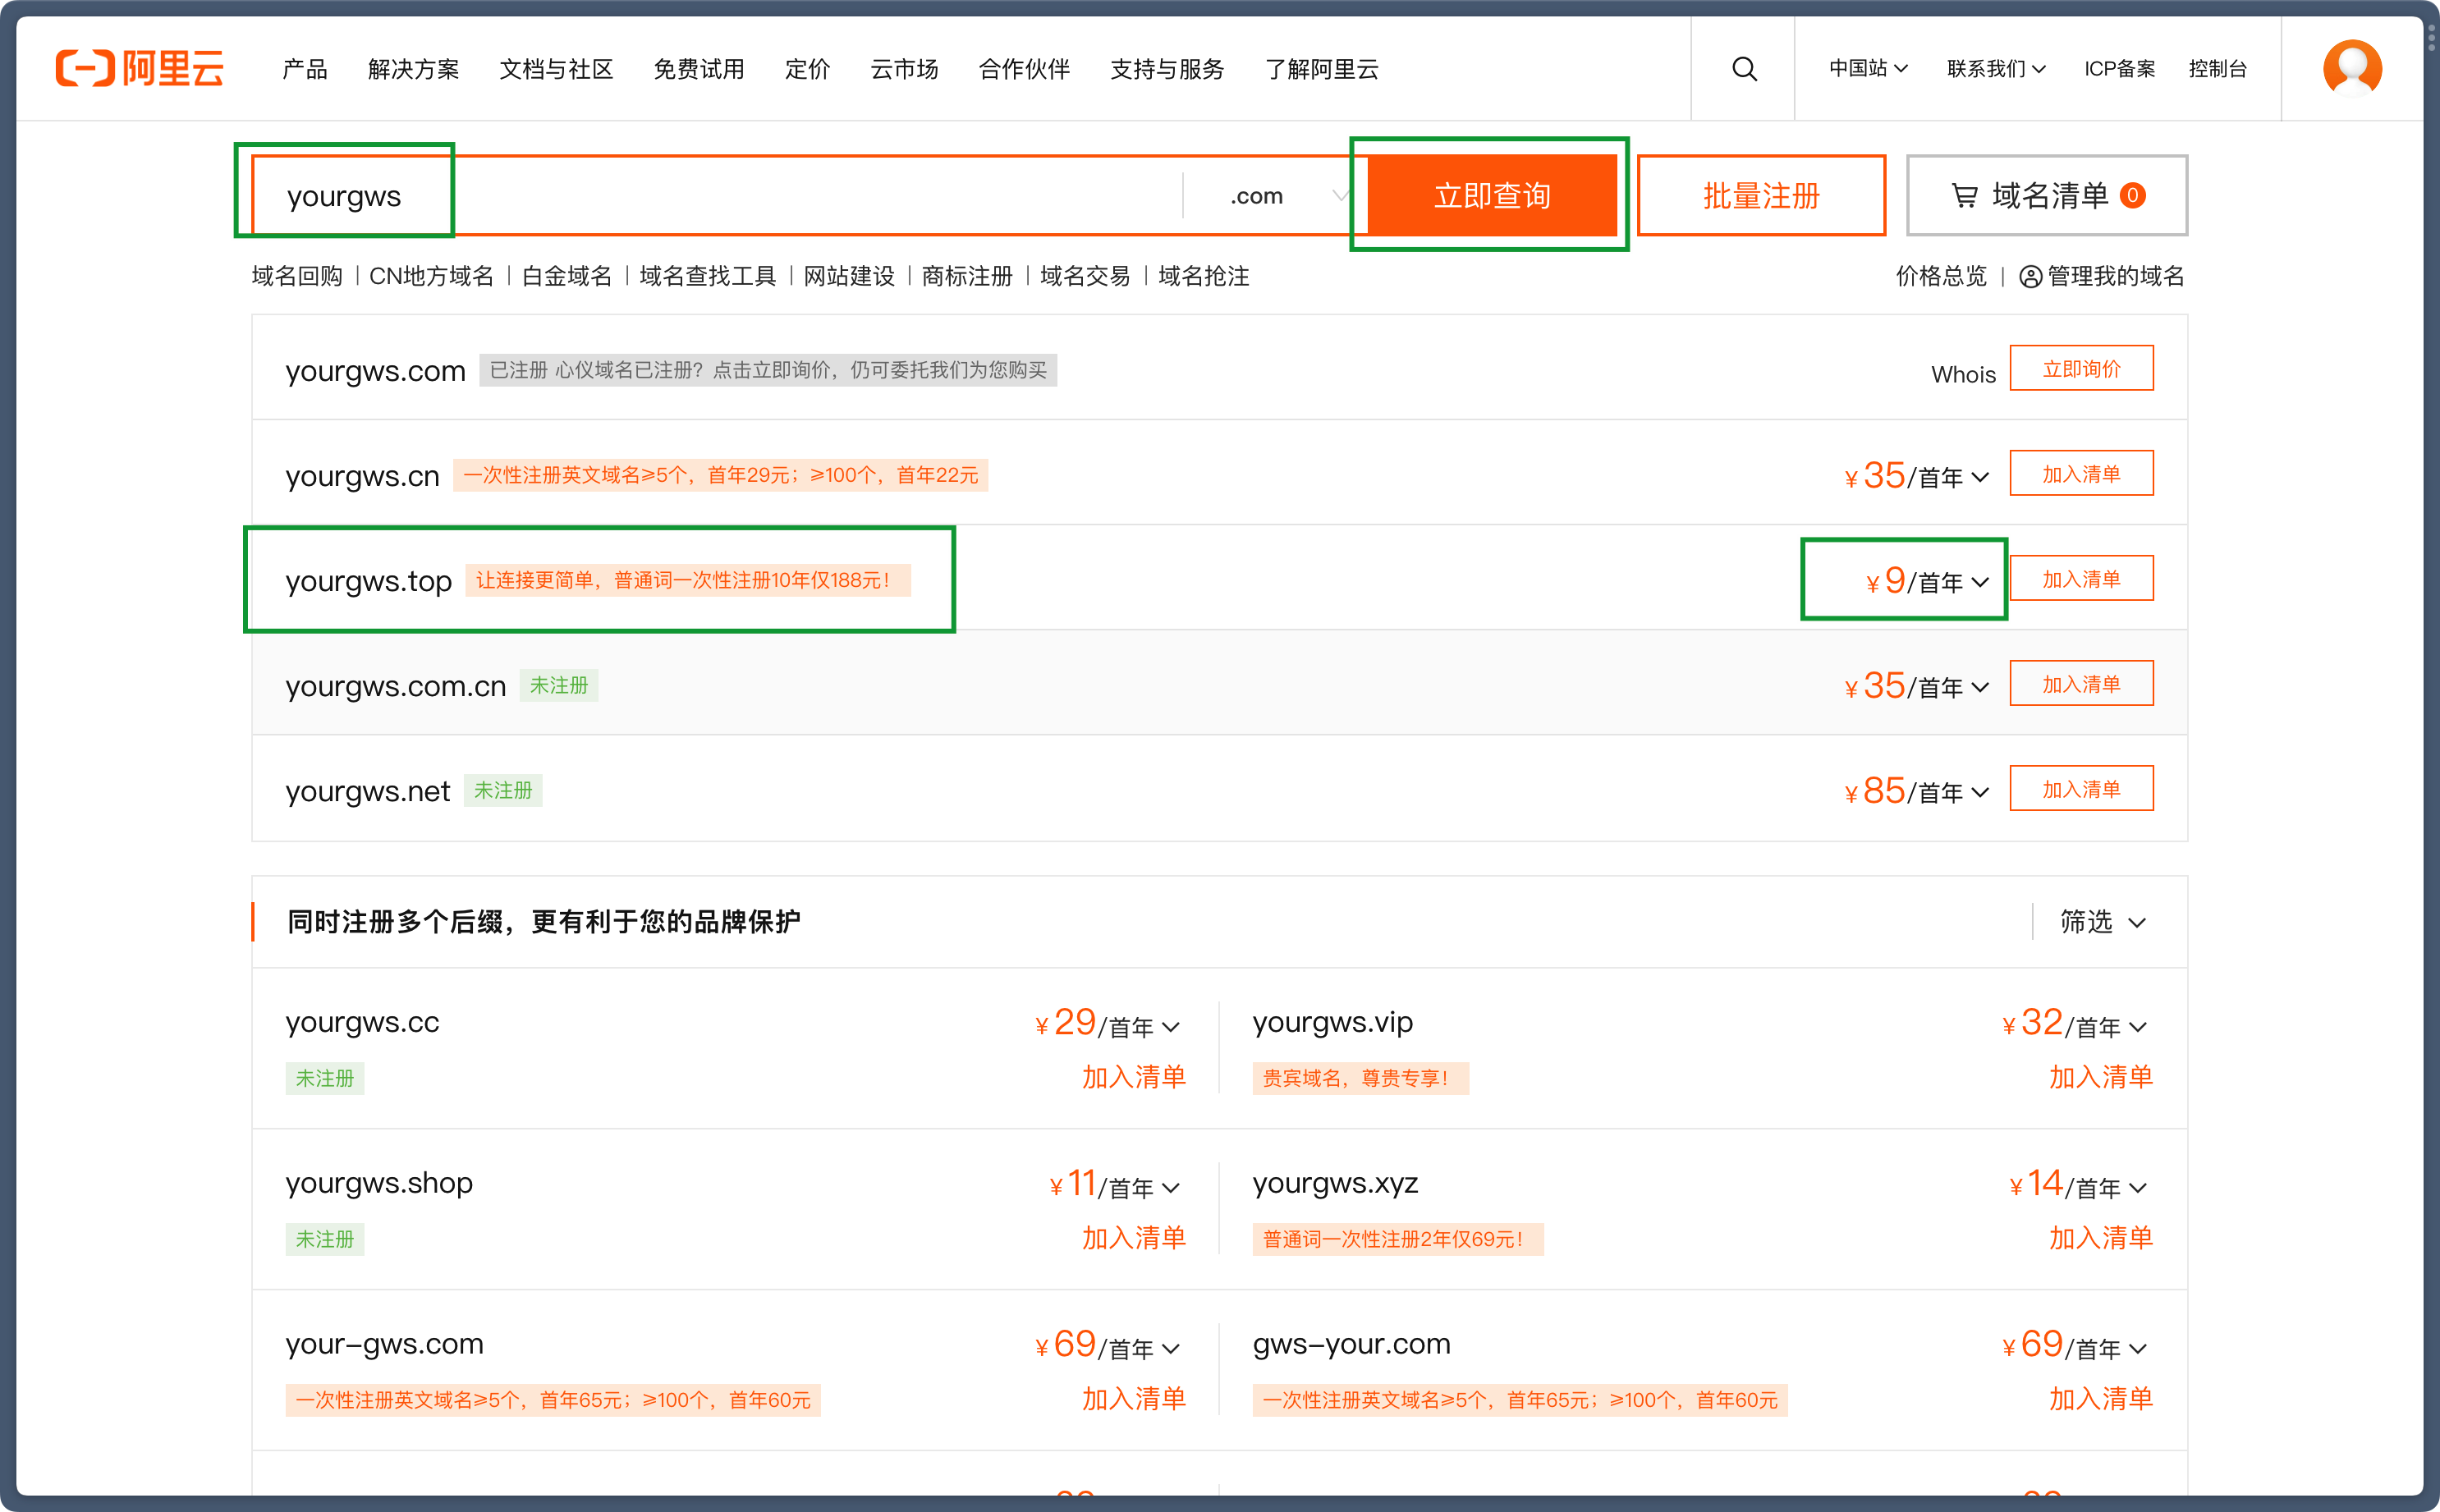 阿里云 产品 解决方案 文档与社区 免费试用 定价 云市场 合作伙伴 支持与服务 了解阿里云 中国站 联系我们 ICP备案 控制台
yourgws .com 立即查询 批量注册 域名清单 0
域名回购 | CN地方域名 | 白金域名 | 域名查找工具 | 网站建设 | 商标注册 | 域名交易 | 域名抢注 价格总览 | 管理我的域名
yourgws.com 已注册 心仪域名已注册？点击立即询价，仍可委托我们为您购买 Whois 立即询价
yourgws.cn 一次性注册英文域名≥5个，首年29元；≥100个，首年22元 ¥35/首年 加入清单
yourgws.top 让连接更简单，普通词一次性注册10年仅188元！ ¥9/首年 加入清单
yourgws.com.cn 未注册 ¥35/首年 加入清单
yourgws.net 未注册 ¥85/首年 加入清单
同时注册多个后缀，更有利于您的品牌保护 筛选
yourgws.cc ¥29/首年 yourgws.vip ¥32/首年
未注册 加入清单 贵宾域名，尊贵专享！ 加入清单
yourgws.shop ¥11/首年 yourgws.xyz ¥14/首年
未注册 加入清单 普通词一次性注册2年仅69元！ 加入清单
your-gws.com ¥69/首年 gws-your.com ¥69/首年
一次性注册英文域名≥5个，首年65元；≥100个，首年60元 加入清单 一次性注册英文域名≥5个，首年65元；≥100个，首年60元 加入清单